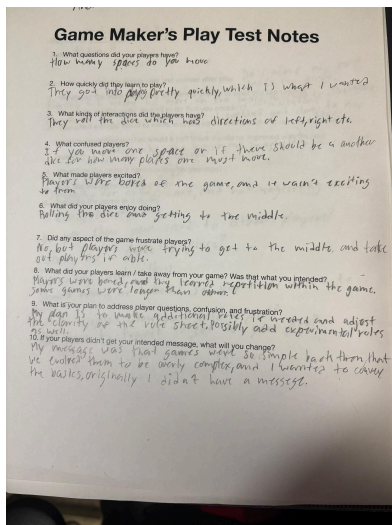 Game Maker's Play Test Notes
1. What questions did your players have?
How many spaces do you move
2. How quickly did they learn to play?
They got into pretty quickly, which is what I wanted
3. What kinds of interactions did the players have?
They roll the dice which has directions of left, right etc.
4. What confused players?
If you move one space or if there should be a another
dice for how many places one must move.
5. What made players excited?
Players were bored of the game, and it wasn't exciting
to them
6. What did your players enjoy doing?
Rolling the dice and getting to the middle.
7. Did any aspect of the game frustrate players?
No, but players were trying to get to the middle and take
out players if able.
8. What did your players learn / take away from your game? Was that what you intended?
Players were bored, and they learned repetition within the game.
Some games were longer than others
9. What is your plan to address player questions, confusion, and frustration?
My plan is to make additional rules if needed and adjust
the clarity of the rule sheet, possibly add experimental rules
as well.
10. If your players didn't get your intended message, what will you change?
My message was that games were so simple back then, that
we evolved them to be overly complex, and I wanted to convey
the basics, originally I didn't have a message.